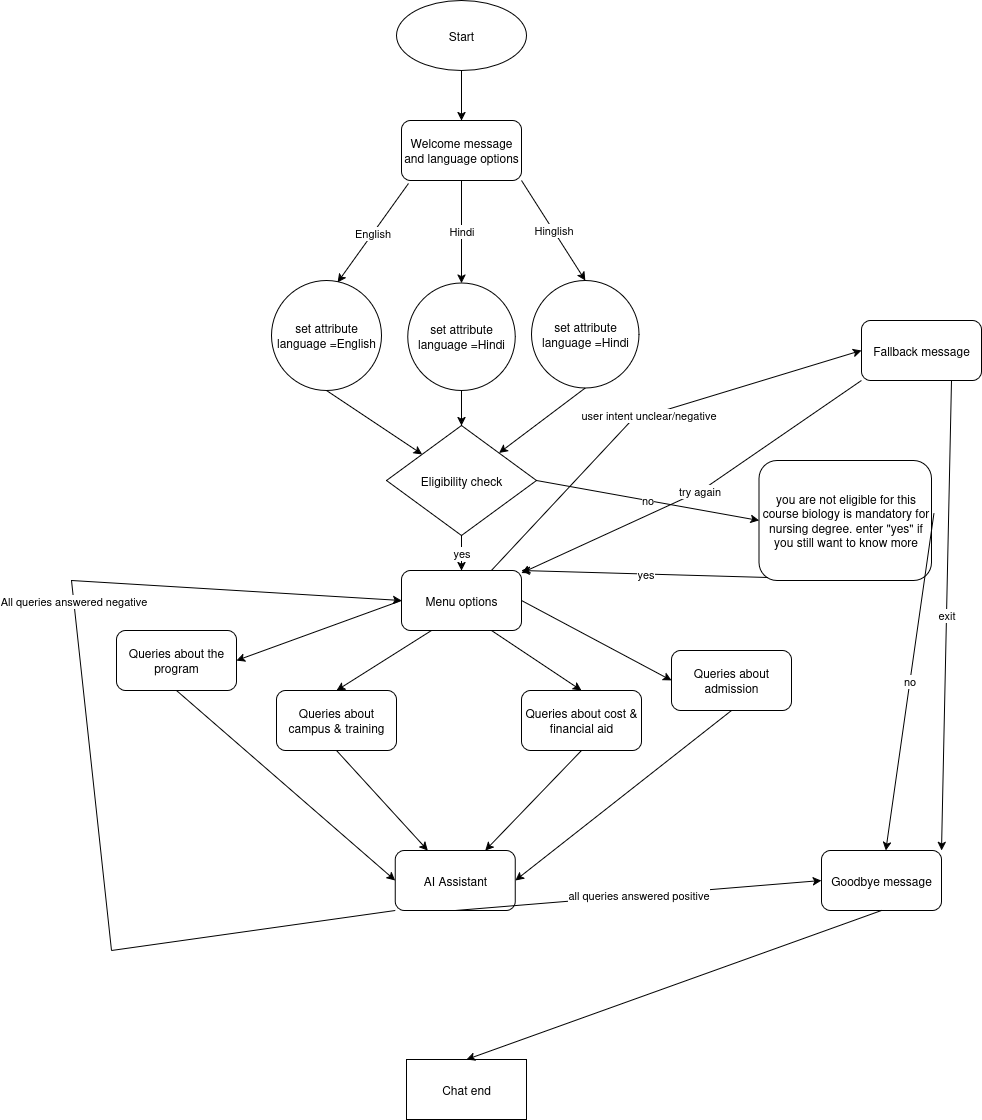 Start
Welcome message
and language options
English
Hindi
Hinglish
set attribute
language =English
set attribute
language =Hindi
set attribute
language =Hindi
Fallback message
user intent unclear/negative
Eligibility check
no
try again
you are not eligible for this
course biology is mandatory for
nursing degree. enter "yes" if
you still want to know more
yes
yes
Menu options
All queries answered negative
exit
Queries about the
program
Queries about
admission
no
Queries about
campus & training
Queries about cost &
financial aid
AI Assistant
all queries answered positive
Goodbye message
Chat end